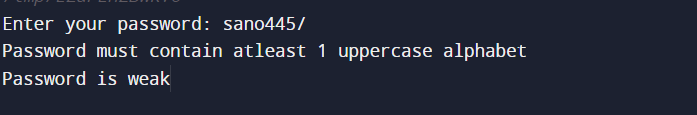 Enter your password: sano445/
Password must contain atleast 1 uppercase alphabet
Password is weak